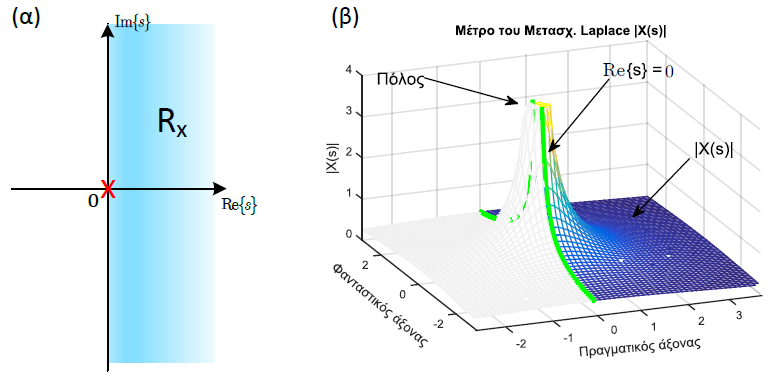 (α)
Im{s}
R_x
0
Re{s}
(β)
Μέτρο του Μετασχ. Laplace |X(s)|
Πόλος
Re{s} = 0
|X(s)|
|X(s)|
4
3
2
1
0
2
0
-2
Φανταστικός άξονας
-2
-1
0
1
2
3
Πραγματικός άξονας